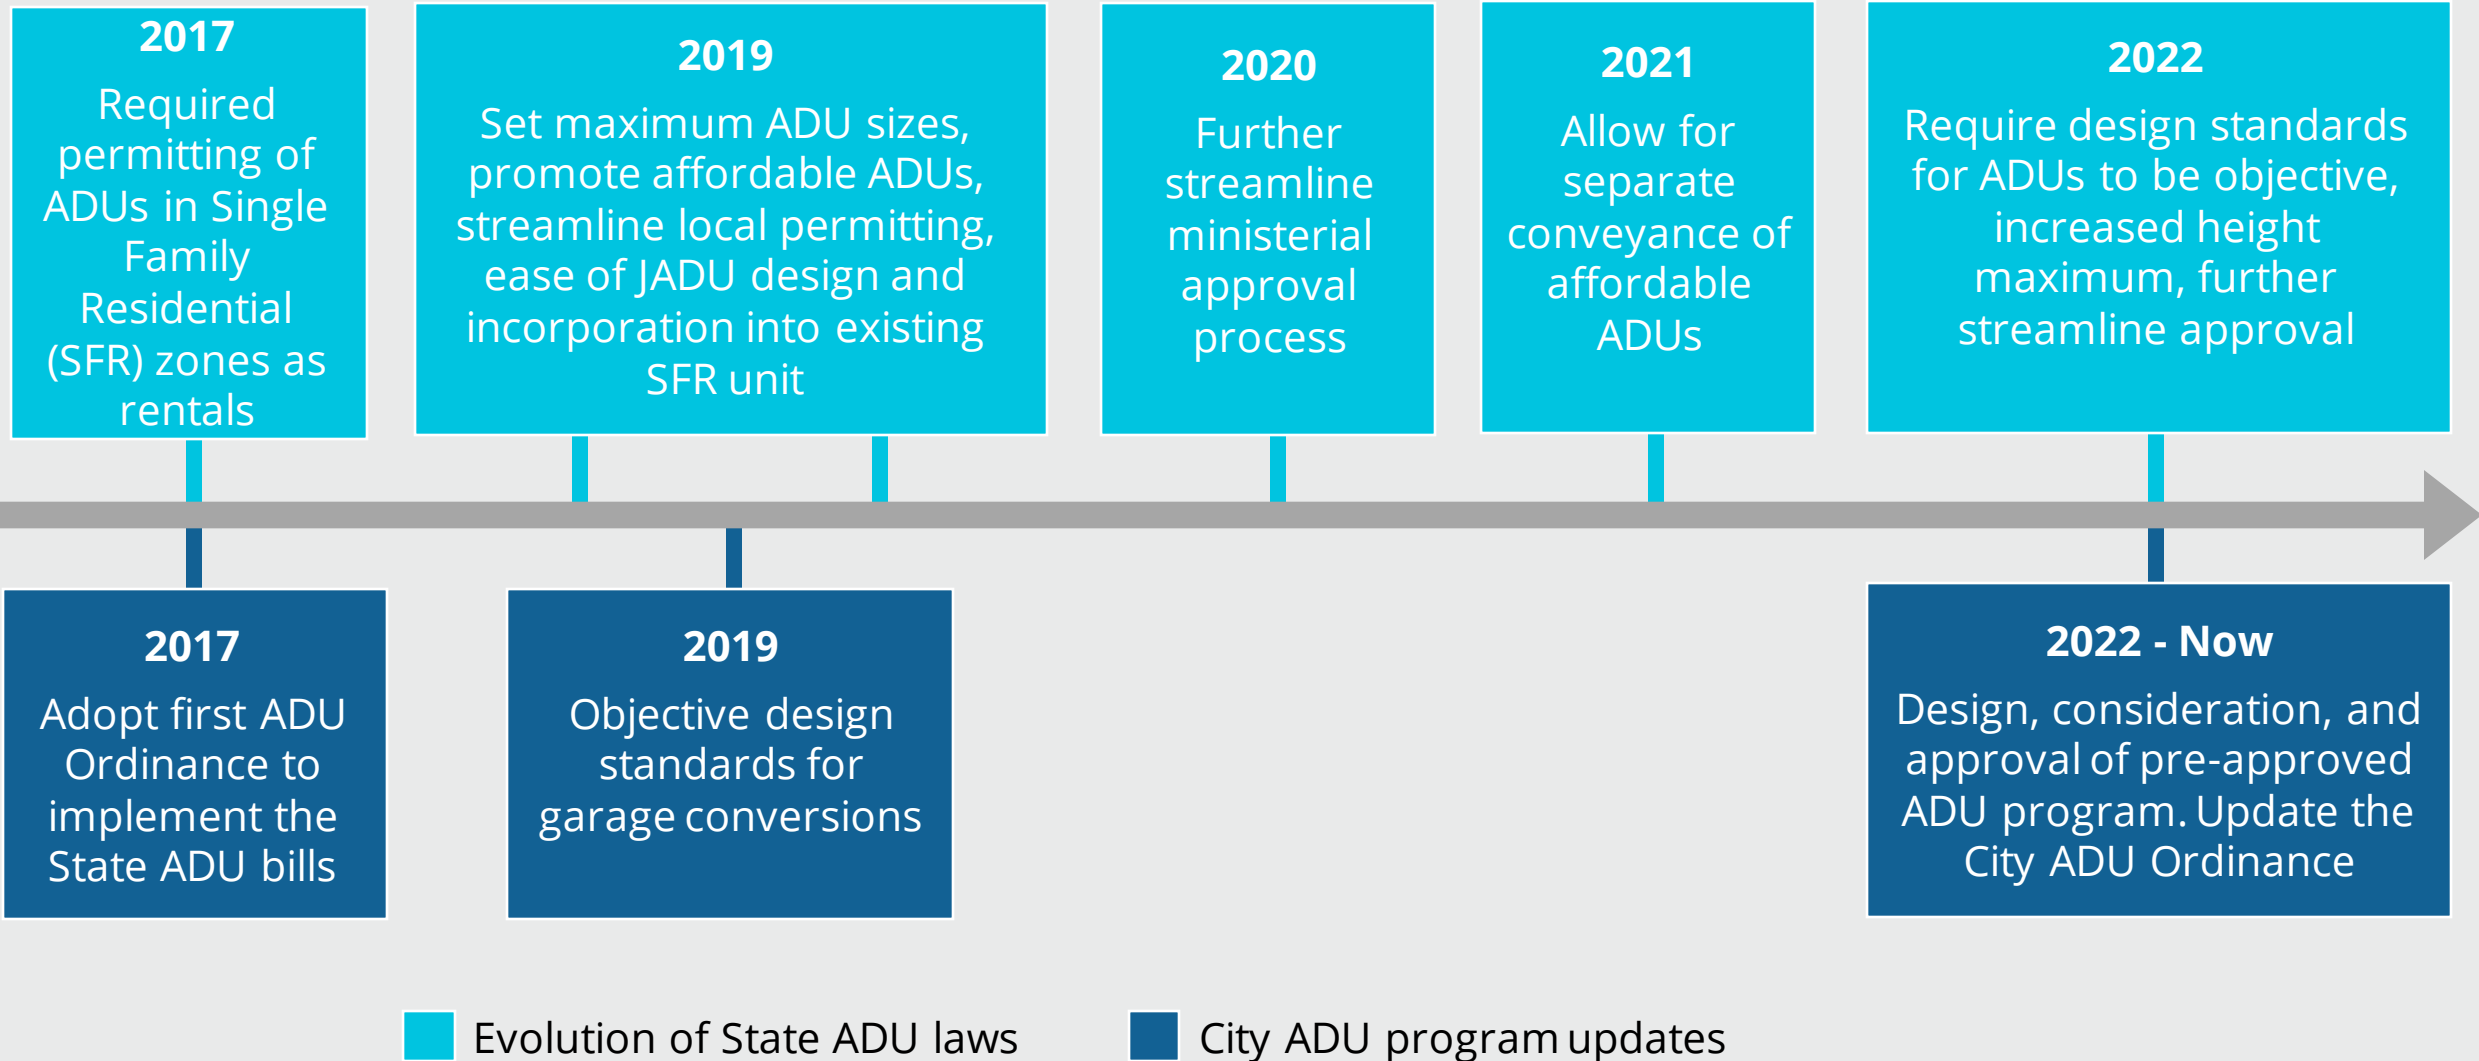 2017
Required
permitting of
ADUs in Single
Family
Residential
(SFR) zones as
rentals
2019
Set maximum ADU sizes,
promote affordable ADUs,
streamline local permitting,
ease of JADU design and
incorporation into existing
SFR unit
2020
Further
streamline
ministerial
approval
process
2021
Allow for
separate
conveyance of
affordable
ADUs
2022
Require design standards
for ADUs to be objective,
increased height
maximum, further
streamline approval
2017
Adopt first ADU
Ordinance to
implement the
State ADU bills
2019
Objective design
standards for
garage conversions
2022 - Now
Design, consideration, and
approval of pre-approved
ADU program. Update the
City ADU Ordinance
Evolution of State ADU laws
City ADU program updates